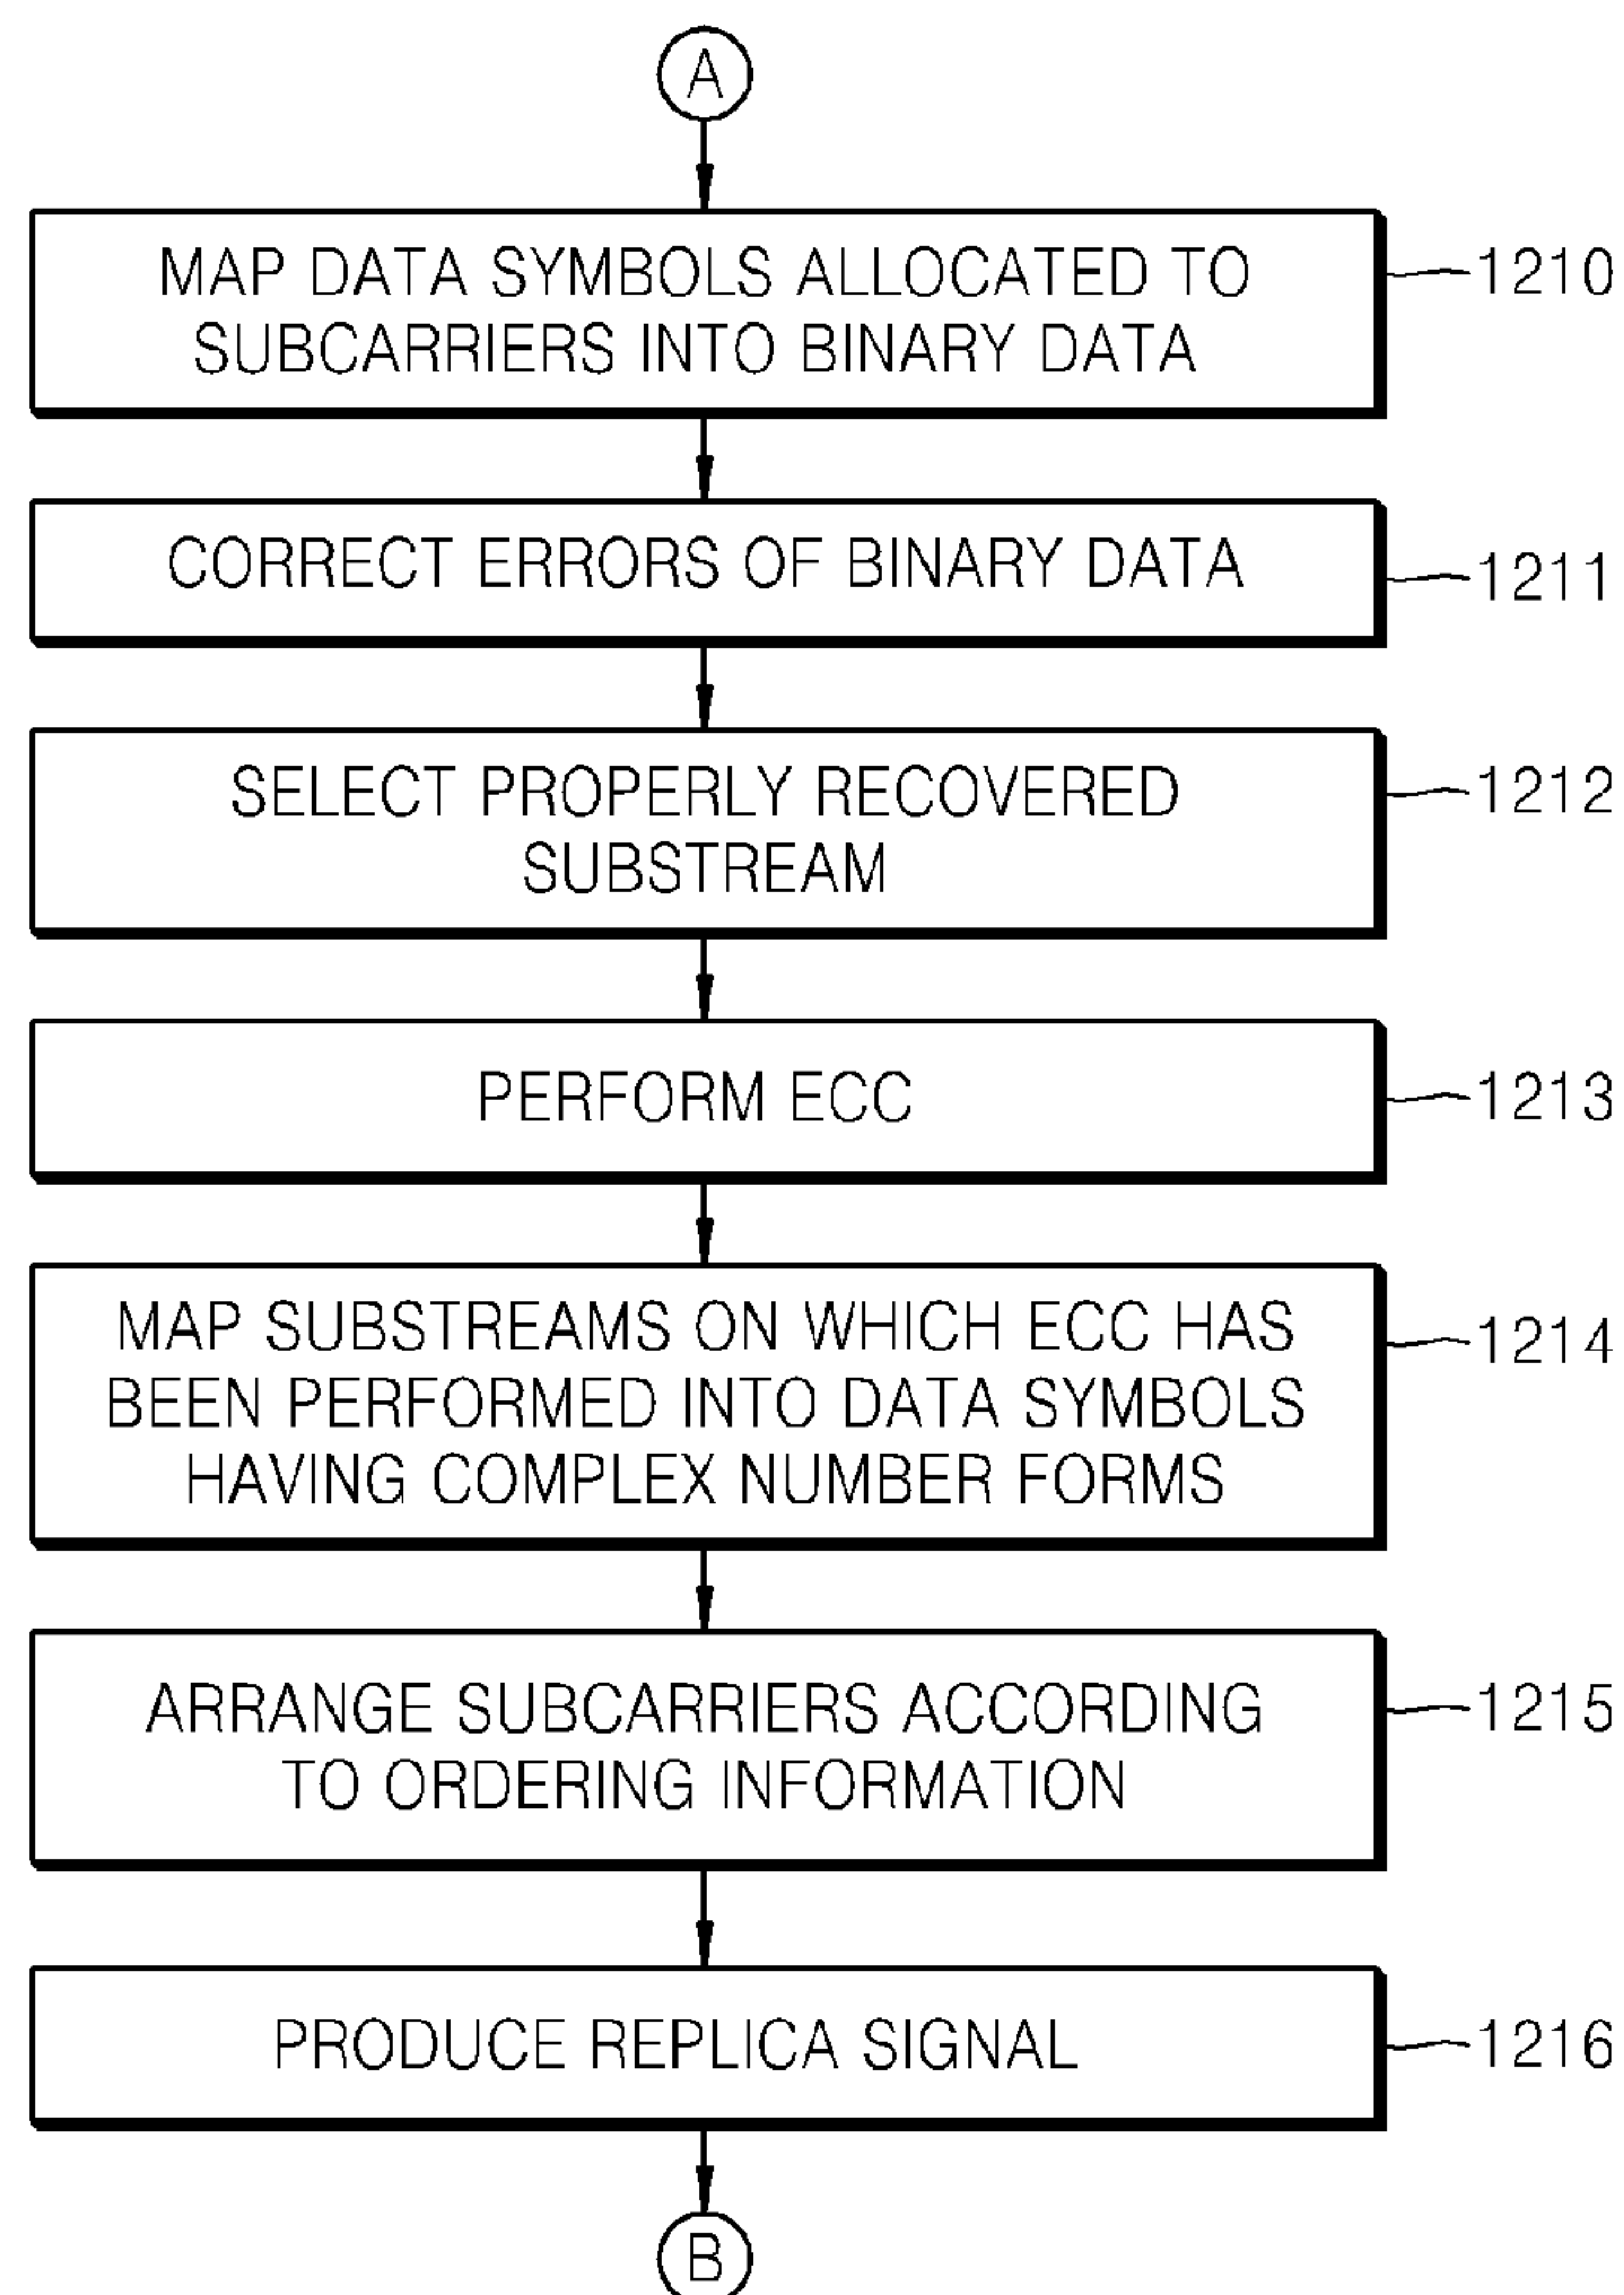 A
MAP DATA SYMBOLS ALLOCATED TO
SUBCARRIERS INTO BINARY DATA
1210
CORRECT ERRORS OF BINARY DATA
1211
SELECT PROPERLY RECOVERED
SUBSTREAM
1212
PERFORM ECC
1213
MAP SUBSTREAMS ON WHICH ECC HAS
BEEN PERFORMED INTO DATA SYMBOLS
HAVING COMPLEX NUMBER FORMS
1214
ARRANGE SUBCARRIERS ACCORDING
TO ORDERING INFORMATION
1215
PRODUCE REPLICA SIGNAL
1216
B